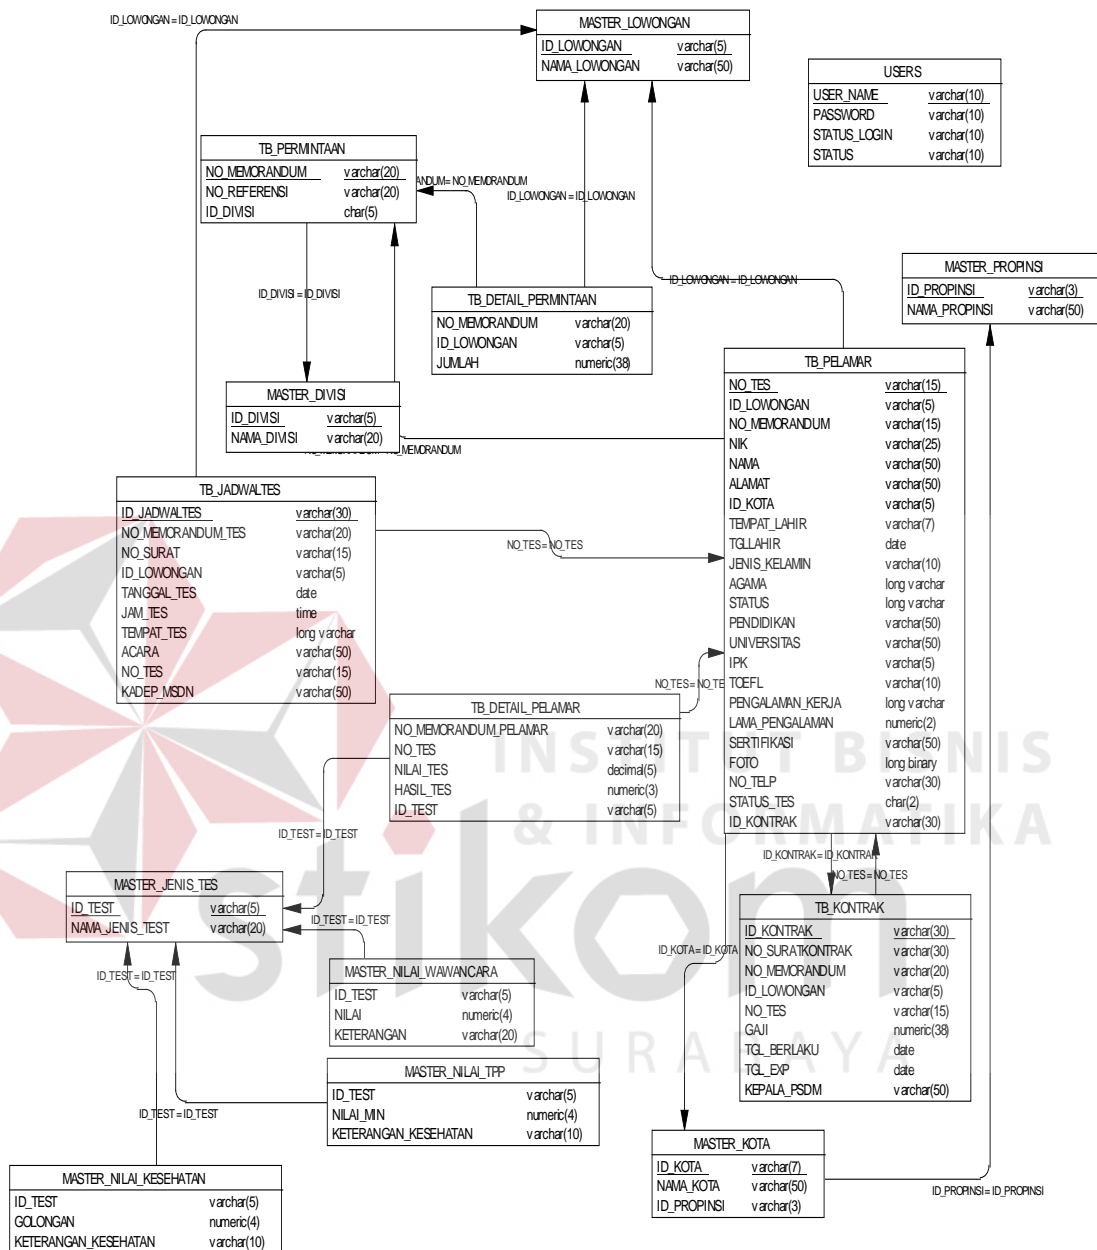 ID_LOWONGAN = ID_LOWONGAN
MASTER_LOWONGAN
ID_LOWONGAN varchar(5)
NAMA_LOWONGAN varchar(50)
USERS
USER_NAME varchar(10)
PASSWORD varchar(10)
STATUS_LOGIN varchar(10)
STATUS varchar(10)
TB_PERMINTAAN
NO_MEMORANDUM varchar(20)
NO_REFERENSI varchar(20)
ID_DIVISI char(5)
ANDUM = NO_MEMORANDUM
ID_LOWONGAN = ID_LOWONGAN
ID_LOWONGAN = ID_LOWONGAN
MASTER_PROPINSI
ID_PROPINSI varchar(3)
NAMA_PROPINSI varchar(50)
ID_DIVISI = ID_DIVISI
TB_DETAIL_PERMINTAAN
NO_MEMORANDUM varchar(20)
ID_LOWONGAN varchar(5)
JUMLAH numeric(38)
MASTER_DIVISI
ID_DIVISI varchar(5)
NAMA_DIVISI varchar(20)
MEMORANDUM
TB_PELAMAR
NO_TES varchar(15)
ID_LOWONGAN varchar(5)
NO_MEMORANDUM varchar(15)
NIK varchar(25)
NAMA varchar(50)
ALAMAT varchar(50)
ID_KOTA varchar(5)
TEMPAT_LAHIR varchar(7)
TGLLAHIR date
JENIS_KELAMIN varchar(10)
AGAMA long varchar
STATUS long varchar
PENDIDIKAN varchar(50)
UNIVERSITAS varchar(50)
IPK varchar(5)
TOEFL varchar(10)
PENGALAMAN_KERJA long varchar
LAMA_PENGALAMAN numeric(2)
SERTIFIKASI varchar(50)
FOTO long binary
NO_TELP varchar(30)
STATUS_TES char(2)
ID_KONTRAK varchar(30)
TB_JADWALTES
ID_JADWALTES varchar(30)
NO_MEMORANDUM_TES varchar(20)
NO_SURAT varchar(15)
ID_LOWONGAN varchar(5)
TANGGAL_TES date
JAM_TES time
TEMPAT_TES long varchar
ACARA varchar(50)
NO_TES varchar(15)
KADEP_MSDN varchar(50)
NO_TES = NO_TES
NO_TES = NO_TE
TB_DETAIL_PELAMAR
NO_MEMORANDUM_PELAMAR varchar(20)
NO_TES varchar(15)
NILAI_TES decimal(5)
HASIL_TES numeric(3)
ID_TEST varchar(5)
INSTITUT BISNIS
& INFORMATIKA
stikom
SURABAYA
ID_TEST = ID_TEST
ID_KONTRAK = ID_KONTRAK
NO_TES = NO_TES
MASTER_JENIS_TES
ID_TEST varchar(5)
NAMA_JENIS_TEST varchar(20)
ID_TEST = ID_TEST
ID_TEST = ID_TEST
ID_KOTA = ID_KOTA
TB_KONTRAK
ID_KONTRAK varchar(30)
NO_SURATKONTRAK varchar(30)
NO_MEMORANDUM varchar(20)
ID_LOWONGAN varchar(5)
NO_TES varchar(15)
GAJI numeric(38)
TGL_BERLAKU date
TGL_EXP date
KEPALA_PSDM varchar(50)
MASTER_NILAI_WAWANCARA
ID_TEST varchar(5)
NILAI numeric(4)
KETERANGAN varchar(20)
MASTER_NILAI_TPP
ID_TEST varchar(5)
NILAI_MIN numeric(4)
KETERANGAN_KESEHATAN varchar(10)
ID_TEST = ID_TEST
MASTER_KOTA
ID_KOTA varchar(7)
NAMA_KOTA varchar(50)
ID_PROPINSI varchar(3)
ID_PROPINSI = ID_PROPINSI
MASTER_NILAI_KESEHATAN
ID_TEST varchar(5)
GOLONGAN numeric(4)
KETERANGAN_KESEHATAN varchar(10)